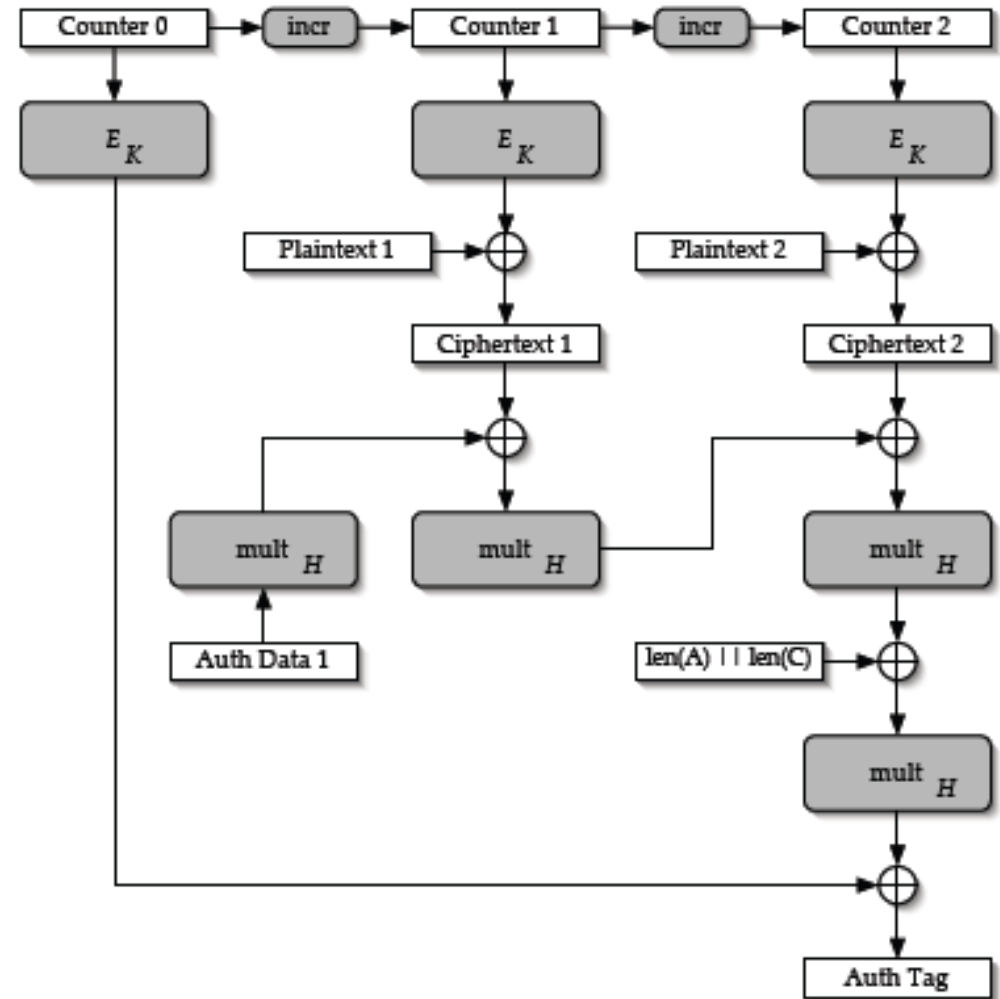 Counter 0
incr
Counter 1
incr
Counter 2
E K
E K
E K
Plaintext 1
Plaintext 2
Ciphertext 1
Ciphertext 2
mult H
mult H
mult H
Auth Data 1
len(A) || len(C)
mult H
Auth Tag